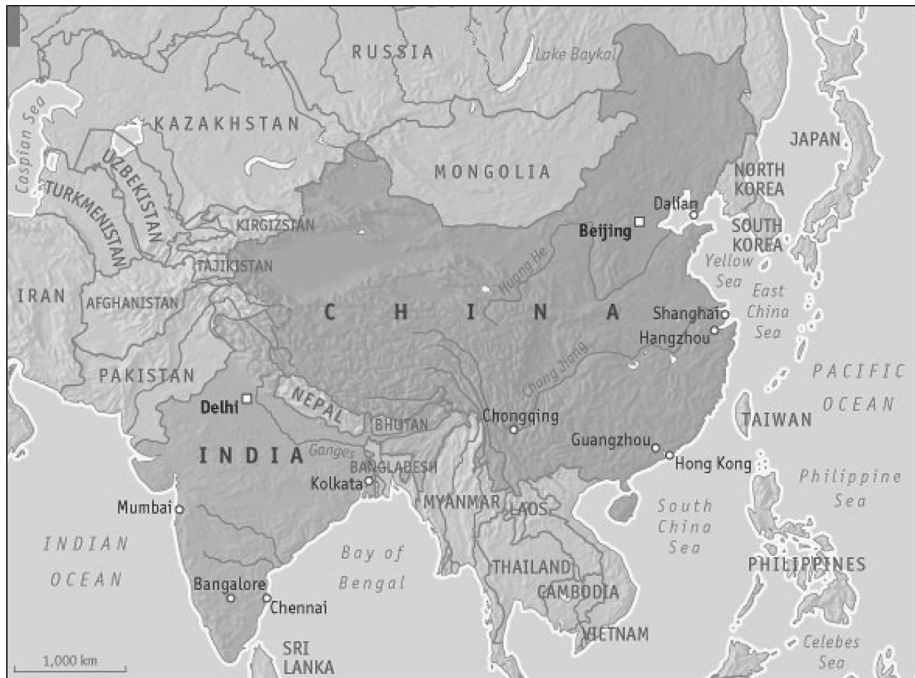 RUSSIA
Lake Baykal
Caspian Sea
KAZAKHSTAN
MONGOLIA
JAPAN
UZBEKISTAN
TURKMENISTAN
KIRGIZSTAN
NORTH
KOREA
Dalian
Beijing
SOUTH
KOREA
TAJIKISTAN
Huang He
Yellow
Sea
IRAN
AFGHANISTAN
CHINA
East
China
Sea
Shanghai
Hangzhou
PAKISTAN
Chang Jiang
PACIFIC
OCEAN
NEPAL
Delhi
BHUTAN
Chongqing
TAIWAN
INDIA
Ganges
Guangzhou
Hong Kong
BANGLADESH
Kolkata
MYANMAR
LAOS
Philippine
Sea
Mumbai
South
China
Sea
INDIAN
OCEAN
Bay of
Bengal
THAILAND
PHILIPPINES
Bangalore
CAMBODIA
Chennai
VIETNAM
SRI
LANKA
Celebes
Sea
1,000 km